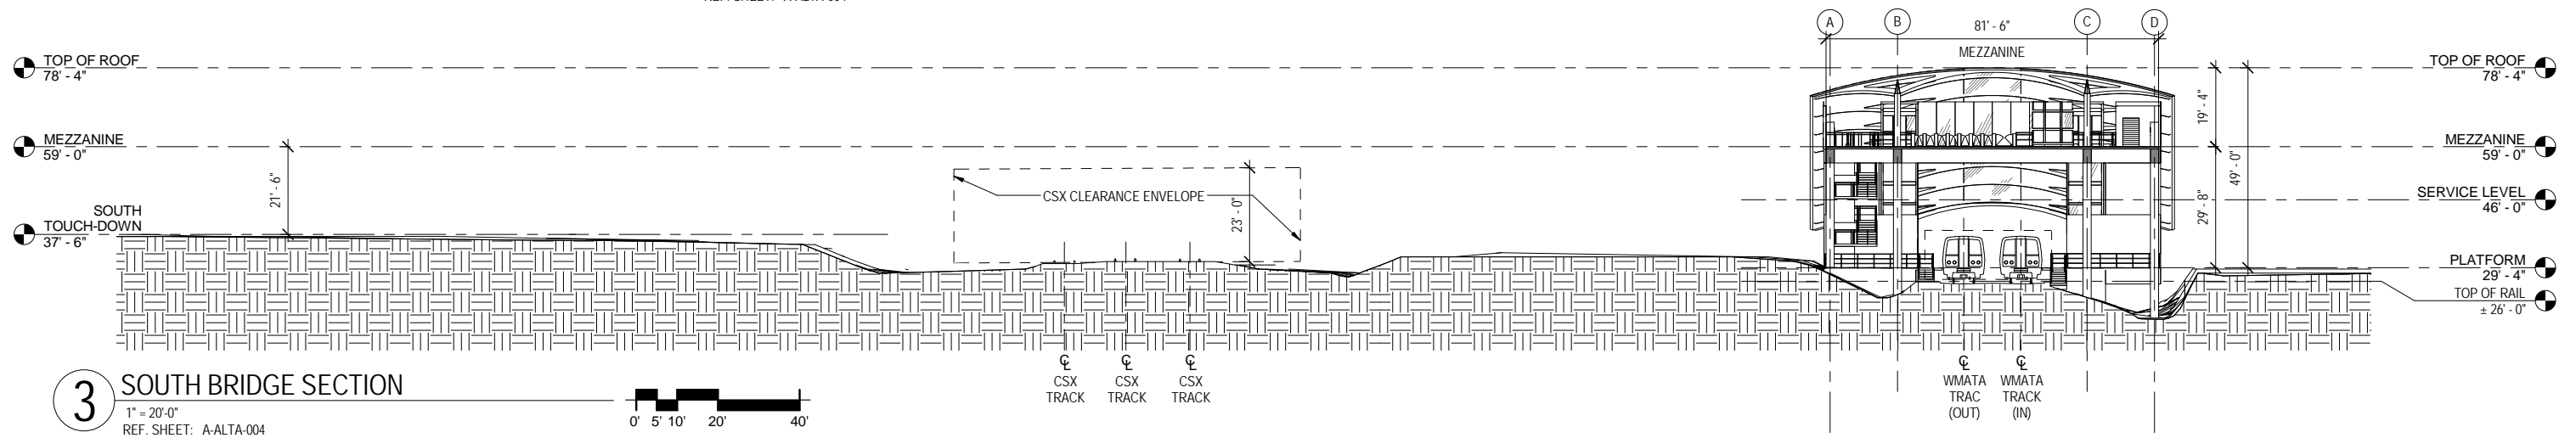 A B C D
81' - 6"
MEZZANINE
TOP OF ROOF
78' - 4"
MEZZANINE
59' - 0"
SOUTH
TOUCH-DOWN
37' - 6"
21' - 6"
CSX CLEARANCE ENVELOPE
23' - 0"
TOP OF ROOF
78' - 4"
MEZZANINE
59' - 0"
SERVICE LEVEL
46' - 0"
PLATFORM
29' - 4"
TOP OF RAIL
± 26' - 0"
19' - 4"
29' - 8"
49' - 0"
CSX
TRACK
CSX
TRACK
CSX
TRACK
WMATA
TRAC
(OUT)
WMATA
TRACK
(IN)
3 SOUTH BRIDGE SECTION
1" = 20'-0"
REF. SHEET: A-ALTA-004
0' 5' 10' 20' 40'